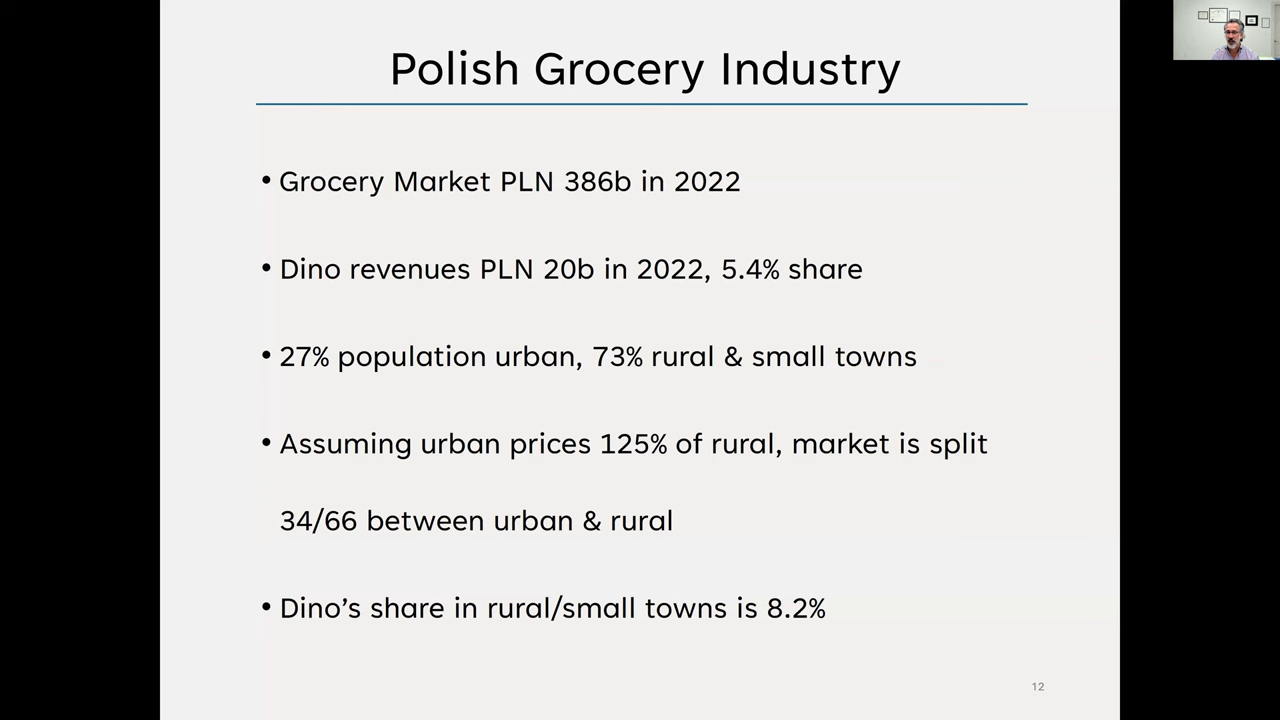 Polish Grocery Industry
• Grocery Market PLN 386b in 2022
• Dino revenues PLN 20b in 2022, 5.4% share
• 27% population urban, 73% rural & small towns
• Assuming urban prices 125% of rural, market is split
34/66 between urban & rural
• Dino’s share in rural/small towns is 8.2%
12